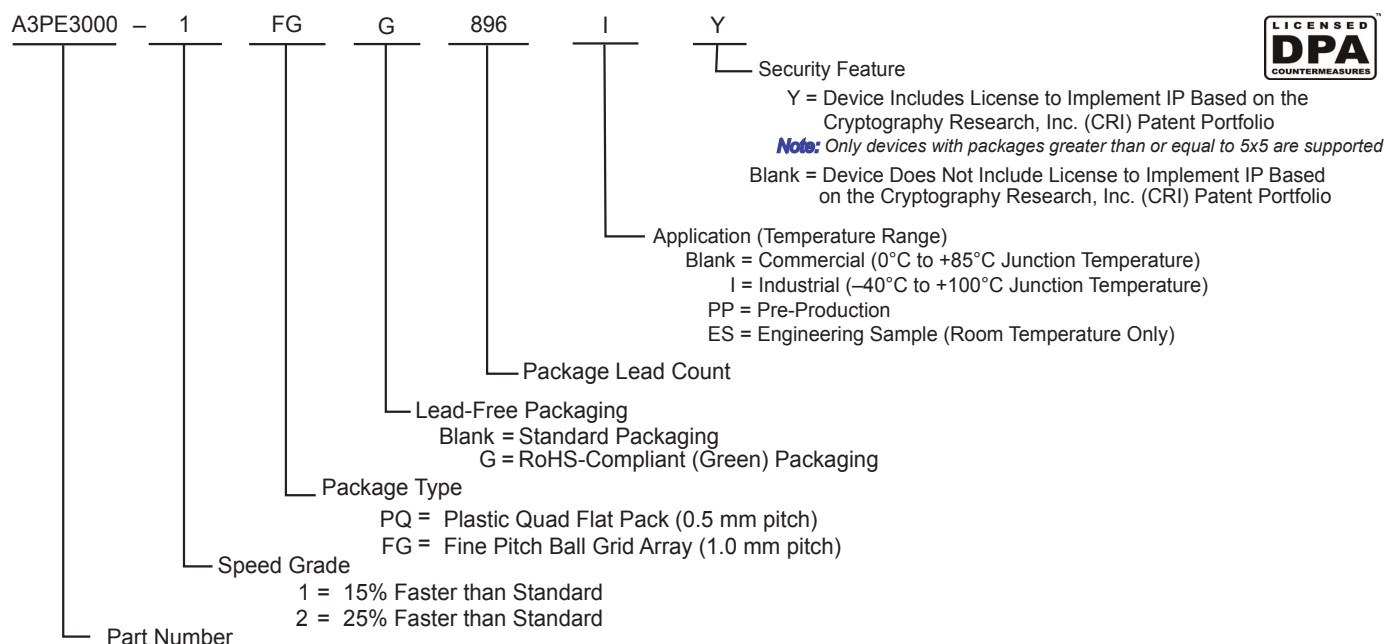 A3PE3000 – 1 FG G 896 I Y
LICENSED™
DPA
COUNTERMEASURES
Security Feature
Y = Device Includes License to Implement IP Based on the
Cryptography Research, Inc. (CRI) Patent Portfolio
Note: Only devices with packages greater than or equal to 5x5 are supported
Blank = Device Does Not Include License to Implement IP Based
on the Cryptography Research, Inc. (CRI) Patent Portfolio
Application (Temperature Range)
Blank = Commercial (0°C to +85°C Junction Temperature)
I = Industrial (–40°C to +100°C Junction Temperature)
PP = Pre-Production
ES = Engineering Sample (Room Temperature Only)
Package Lead Count
Lead-Free Packaging
Blank = Standard Packaging
G = RoHS-Compliant (Green) Packaging
Package Type
PQ = Plastic Quad Flat Pack (0.5 mm pitch)
FG = Fine Pitch Ball Grid Array (1.0 mm pitch)
Speed Grade
1 = 15% Faster than Standard
2 = 25% Faster than Standard
Part Number